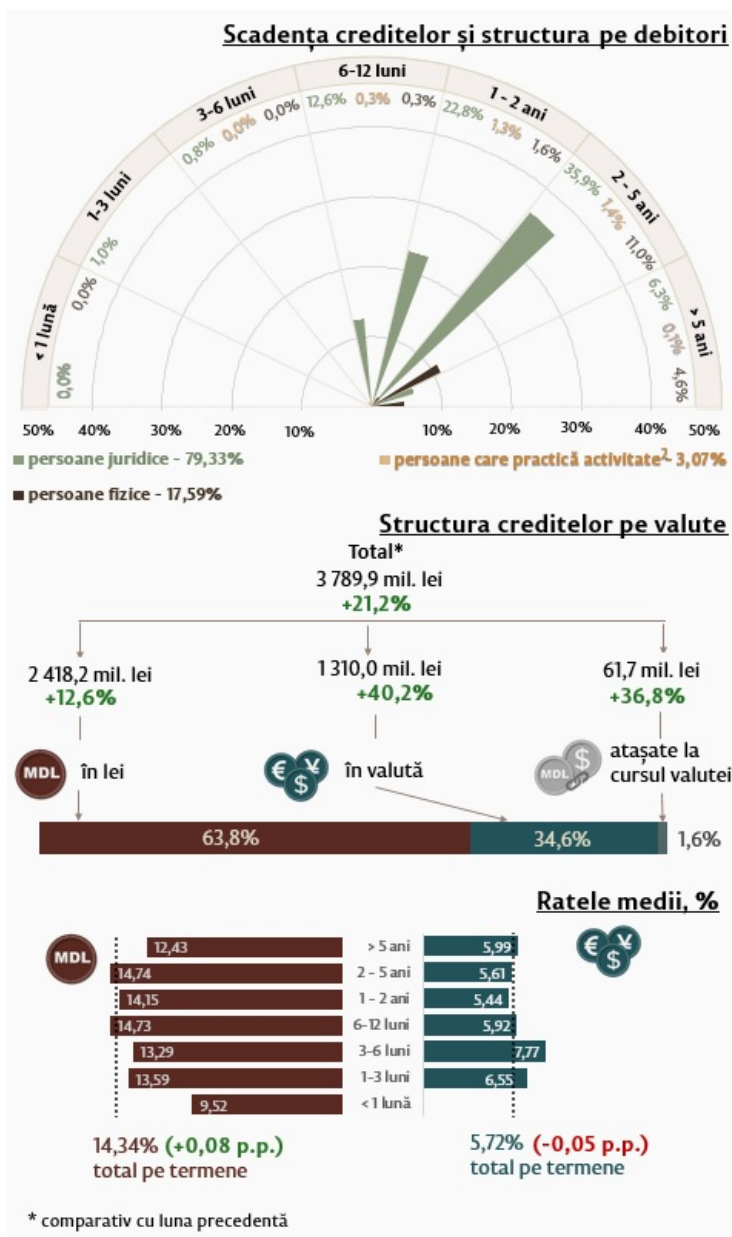 Scadența creditelor și structura pe debitori
< 1 lună
0,0%
1-3 luni
0,0% 1,0%
3-6 luni
0,8% 0,0% 0,0%
6-12 luni
12,6% 0,3% 0,3%
1 - 2 ani
22,8% 1,3% 1,6%
2 - 5 ani
35,9% 1,4% 11,0%
> 5 ani
6,3% 0,1% 4,6%
50% 40% 30% 20% 10% 10% 20% 30% 40% 50%
persoane juridice - 79,33%
persoane care practică activitate2- 3,07%
persoane fizice - 17,59%
Structura creditelor pe valute
Total*
3 789,9 mil. lei
+21,2%
2 418,2 mil. lei
+12,6%
1 310,0 mil. lei
+40,2%
61,7 mil. lei
+36,8%
MDL în lei
€ ¥ $ în valută
MDL $ atașate la
cursul valutei
63,8% 34,6% 1,6%
Ratele medii, %
MDL
€ ¥ $
12,43 > 5 ani 5,99
14,74 2 - 5 ani 5,61
14,15 1 - 2 ani 5,44
14,73 6-12 luni 5,92
13,29 3-6 luni 7,77
13,59 1-3 luni 6,55
9,52 < 1 lună
14,34% (+0,08 p.p.)
total pe termene
5,72% (-0,05 p.p.)
total pe termene
* comparativ cu luna precedentă